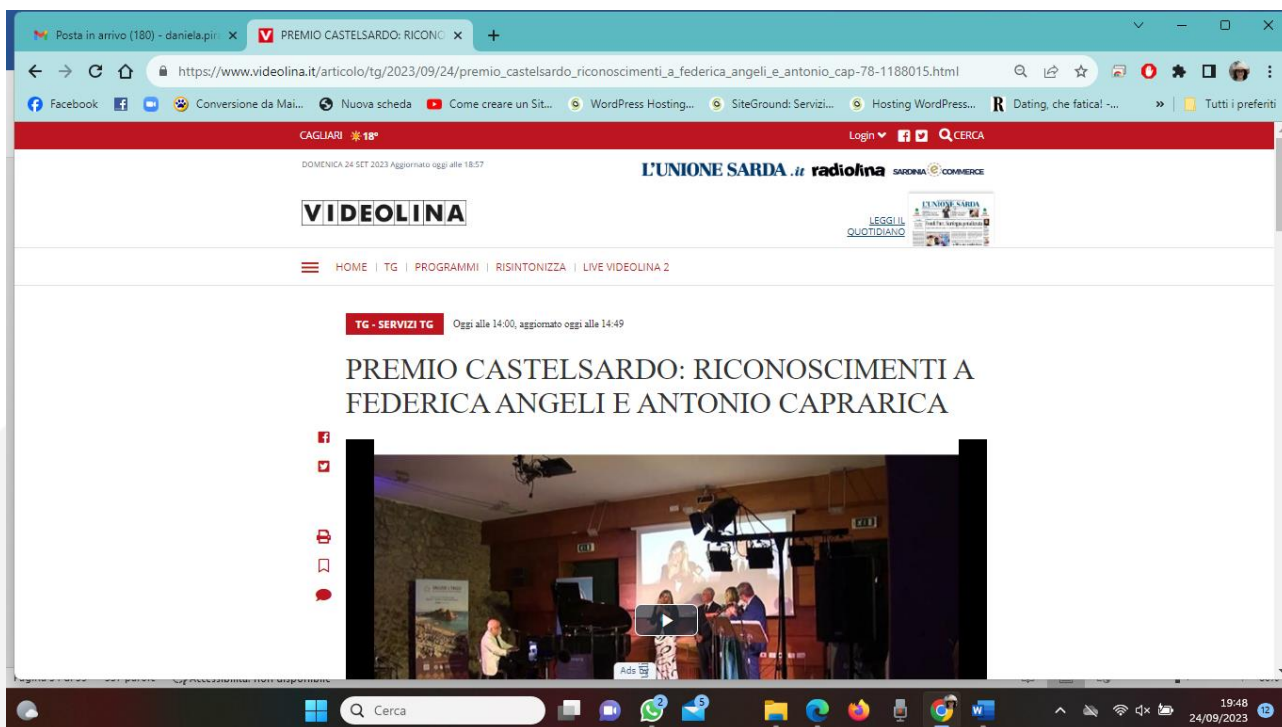 Posta in arrivo (180) - daniela.pir
PREMIO CASTELSARDO: RICONO
https://www.videolina.it/articolo/tg/2023/09/24/premio_castelsardo_riconoscimenti_a_federica_angeli_e_antonio_cap-78-1188015.html
Facebook
Conversione da Mai...
Nuova scheda
Come creare un Sit...
WordPress Hosting...
SiteGround: Servizi...
Hosting WordPress...
R Dating, che fatica! -...
»
Tutti i preferiti
CAGLIARI 18°
Login
CERCA
DOMENICA 24 SET 2023 Aggiornato oggi alle 18:57
L'UNIONE SARDA.it radiolina SARDINIA e COMMERCE
VIDEOLINA
LEGGI IL
QUOTIDIANO
L'UNIONE SARDA
HOME | TG | PROGRAMMI | RISINTONIZZA | LIVE VIDEOLINA 2
TG - SERVIZI TG
Oggi alle 14:00, aggiornato oggi alle 14:49
PREMIO CASTELSARDO: RICONOSCIMENTI A
FEDERICA ANGELI E ANTONIO CAPRARICA
Ads
Cerca
2
5
19:48
24/09/2023
12